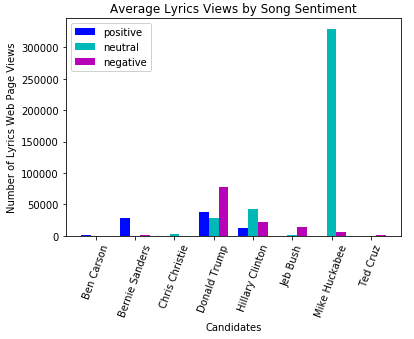 Average Lyrics Views by Song Sentiment
positive
neutral
negative
Number of Lyrics Web Page Views
300000
250000
200000
150000
100000
50000
0
Ben Carson
Bernie Sanders
Chris Christie
Donald Trump
Hillary Clinton
Jeb Bush
Mike Huckabee
Ted Cruz
Candidates